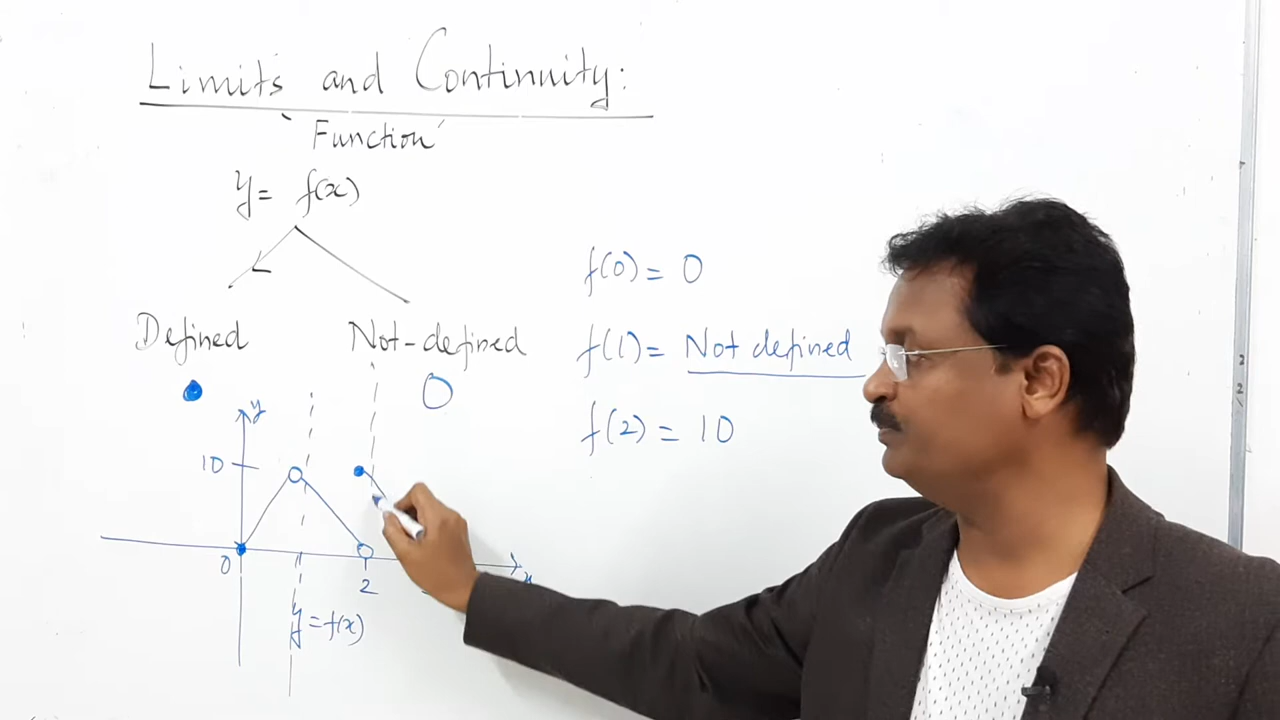 Limits and Continuity:
`Function´
y= f(x)
Defined
Not-defined
f(0) = 0
f(1) = Not defined
f(2) = 10
y
10
0
2
x
y=f(x)